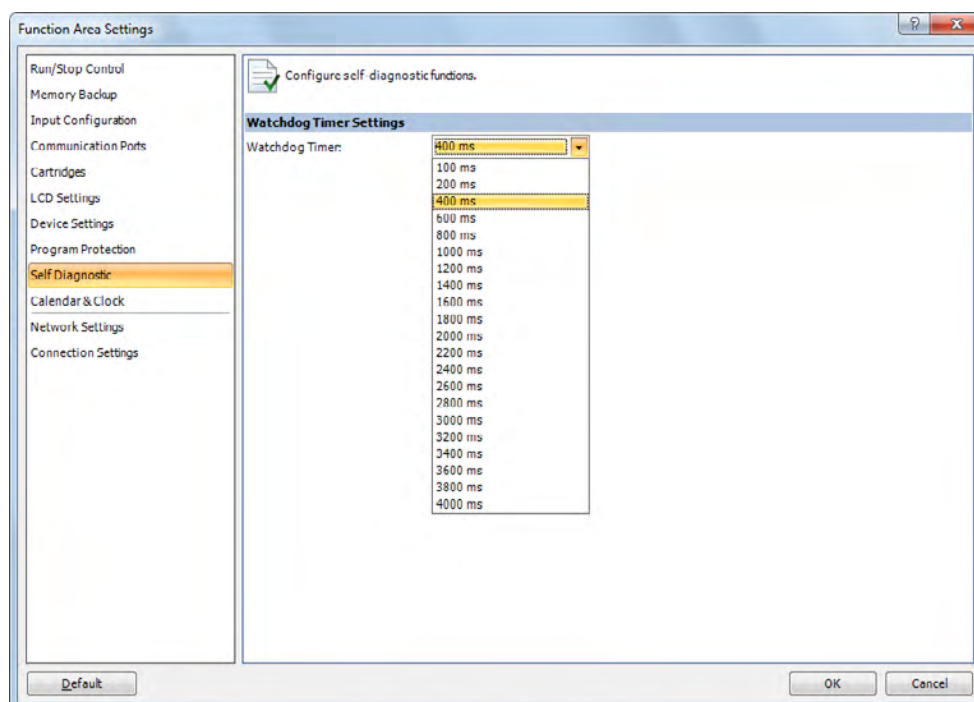 Function Area Settings
Run/Stop Control
Memory Backup
Input Configuration
Communication Ports
Cartridges
LCD Settings
Device Settings
Program Protection
Self Diagnostic
Calendar & Clock
Network Settings
Connection Settings
Configure self-diagnostic functions.
Watchdog Timer Settings
Watchdog Timer:
400 ms
100 ms
200 ms
400 ms
600 ms
800 ms
1000 ms
1200 ms
1400 ms
1600 ms
1800 ms
2000 ms
2200 ms
2400 ms
2600 ms
2800 ms
3000 ms
3200 ms
3400 ms
3600 ms
3800 ms
4000 ms
Default
OK
Cancel